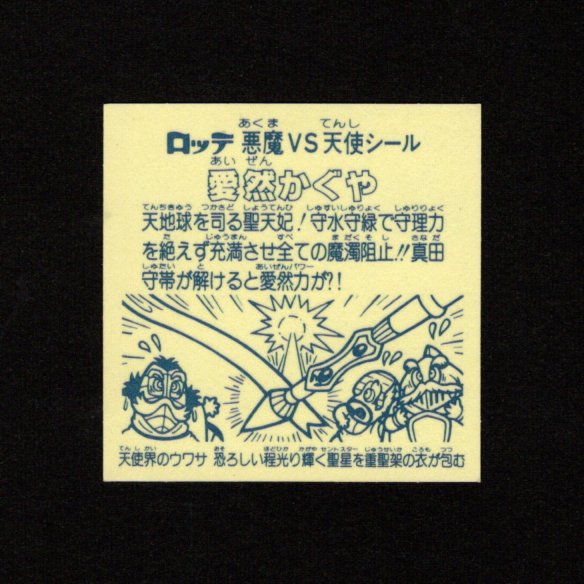 あくま てんし
ロッテ 悪魔VS天使シール
あい ぜん
愛然かぐや
てんちきゅう つかさど しょうてんひ しゅすいしゅりょく しゅりりょく
天地球を司る聖天妃!守水守緑で守理力
た じゅうまん すべ まだくそし さなだ
を絶えず充満させ全ての魔濁阻止!!真田
しゅたい と あいぜんパワー
守帯が解けると愛然力が?!
てんしかい おそ ほどひか かがや セントスター じゅうせいか ころも つつ
天使界のウワサ 恐ろしい程光り輝く聖星を重聖架の衣が包む